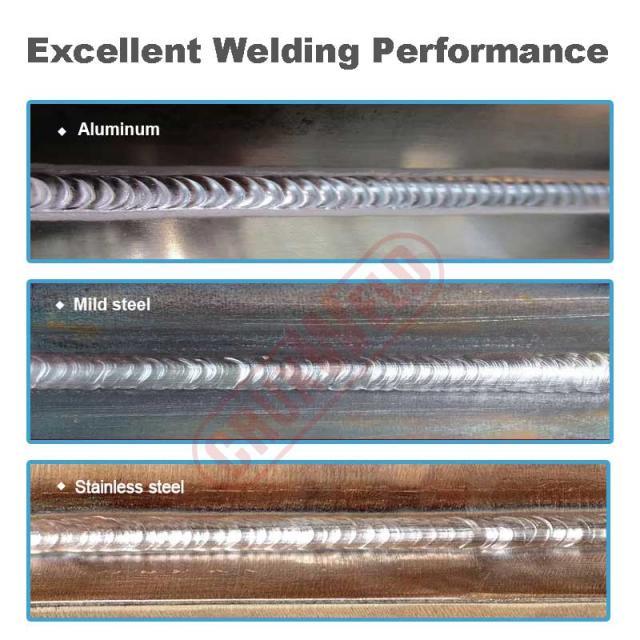 Excellent Welding Performance
Aluminum
Mild steel
Stainless steel